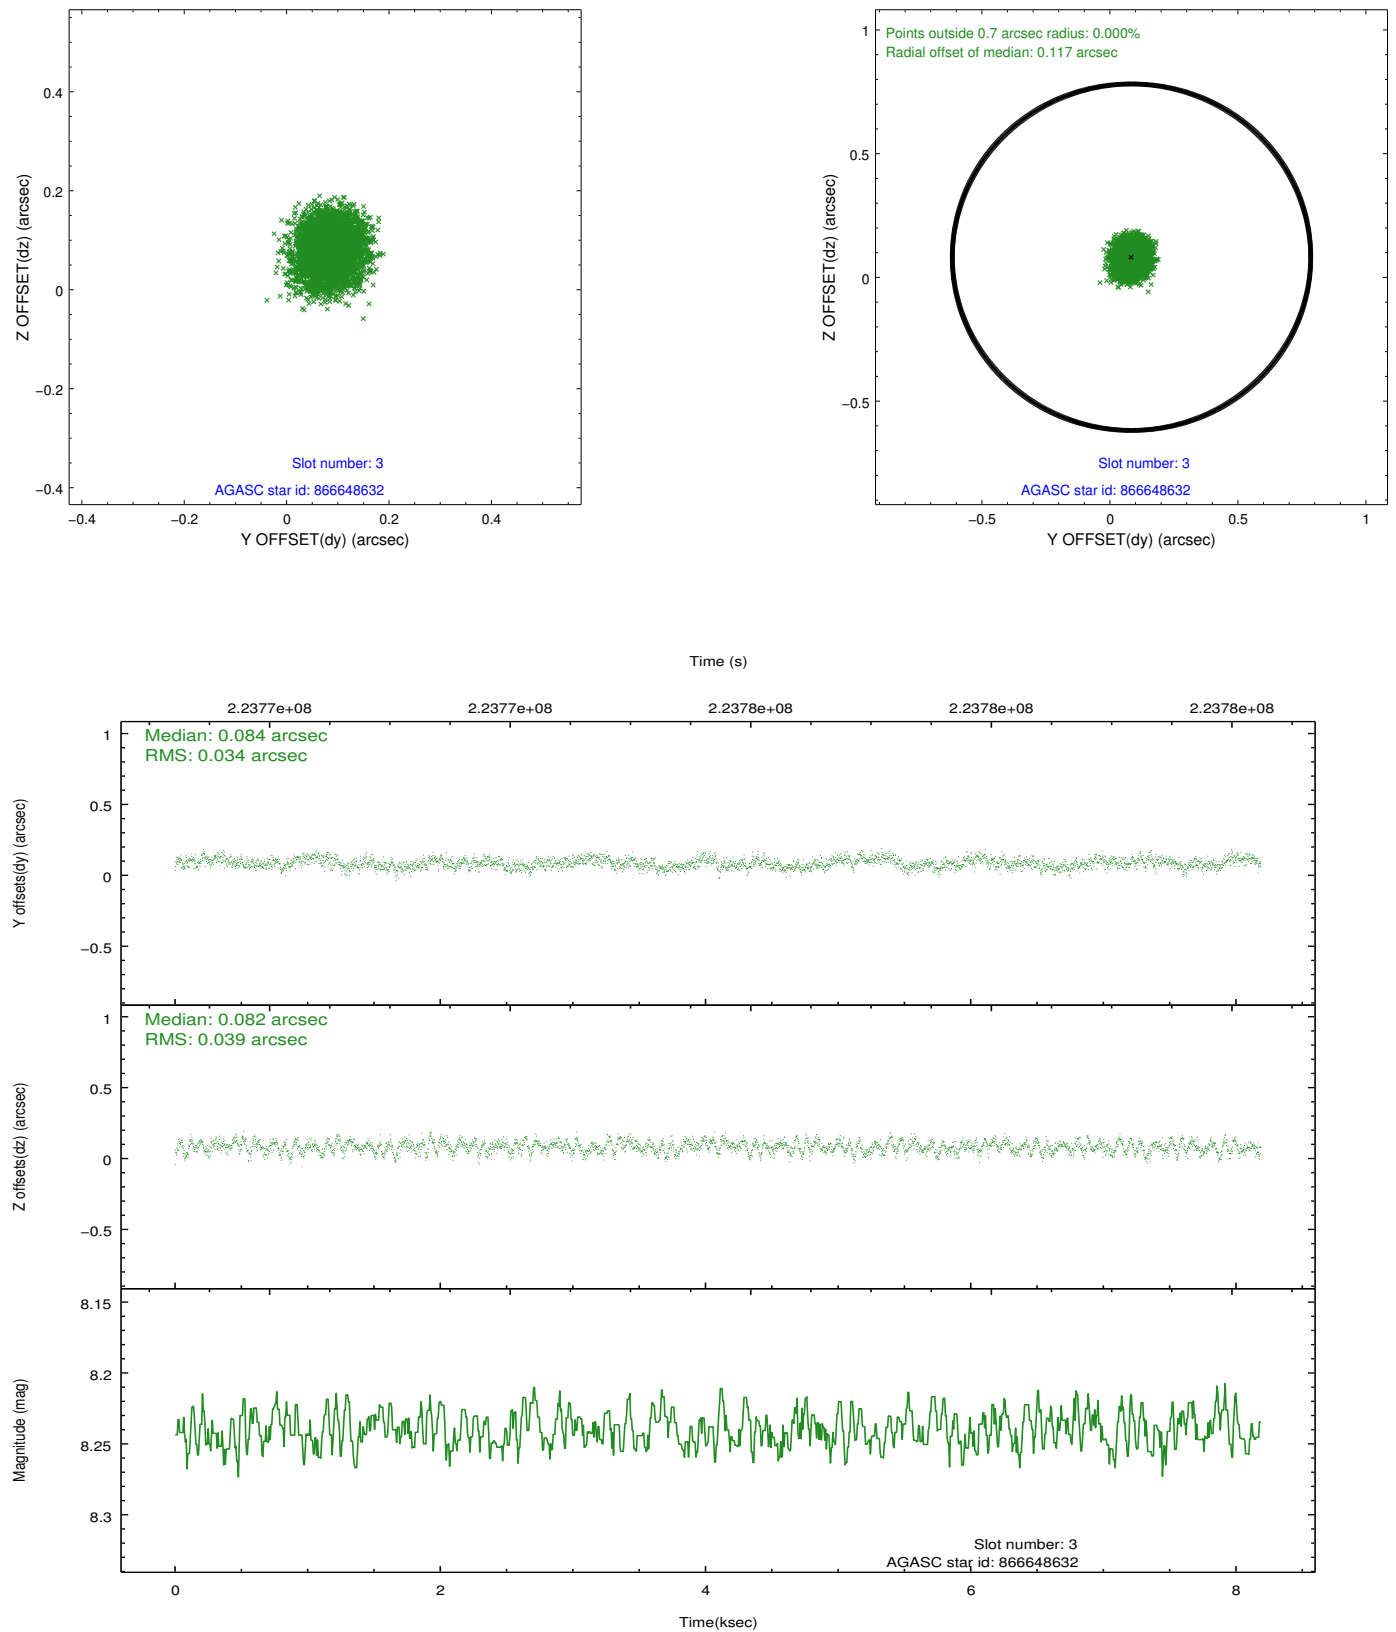 0.4
0.2
0
−0.2
−0.4
Z OFFSET(dz) (arcsec)
Slot number: 3
AGASC star id: 866648632
−0.4 −0.2 0 0.2 0.4
Y OFFSET(dy) (arcsec)
Points outside 0.7 arcsec radius: 0.000%
Radial offset of median: 0.117 arcsec
1
0.5
0
−0.5
Z OFFSET(dz) (arcsec)
Slot number: 3
AGASC star id: 866648632
−0.5 0 0.5 1
Y OFFSET(dy) (arcsec)
Time (s)
2.2377e+08 2.2377e+08 2.2378e+08 2.2378e+08 2.2378e+08
Median: 0.084 arcsec
RMS: 0.034 arcsec
1
0.5
0
−0.5
Y offsets(dy) (arcsec)
Median: 0.082 arcsec
RMS: 0.039 arcsec
1
0.5
0
−0.5
Z offsets(dz) (arcsec)
8.15
8.2
8.25
8.3
Magnitude (mag)
Slot number: 3
AGASC star id: 866648632
0 2 4 6 8
Time(ksec)